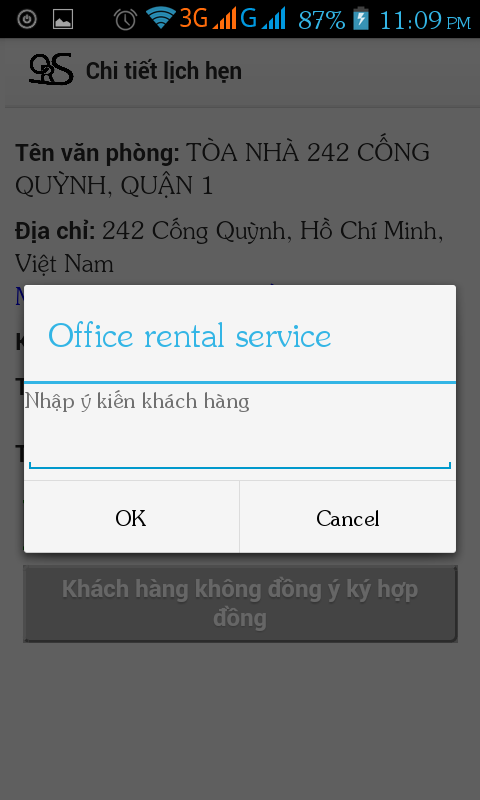 3G G 87% 11:09 PM
ORS Chi tiết lịch hẹn
Tên văn phòng: TÒA NHÀ 242 CỐNG
QUỲNH, QUẬN 1
Địa chỉ: 242 Cống Quỳnh, Hồ Chí Minh,
Việt Nam
Office rental service
Nhập ý kiến khách hàng
OK Cancel
Khách hàng không đồng ý ký hợp
đồng